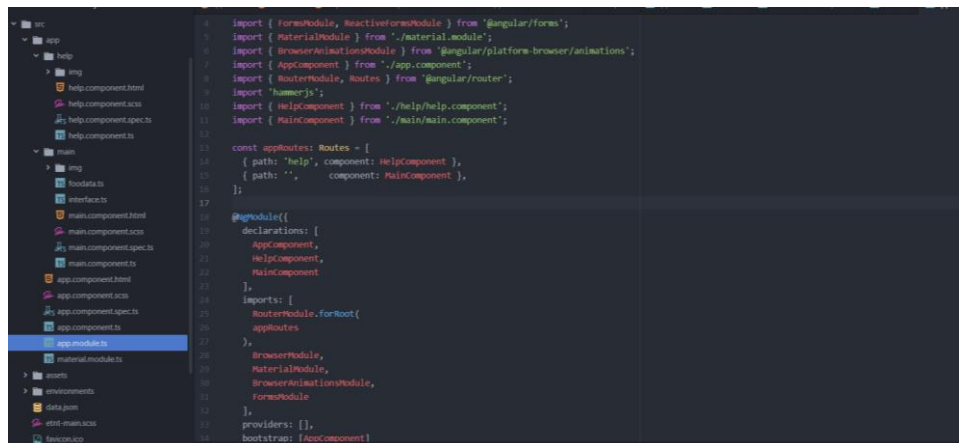 src
app
help
img
help.component.html
help.component.scss
help.component.spec.ts
help.component.ts
main
img
foodata.ts
interface.ts
main.component.html
main.component.scss
main.component.spec.ts
main.component.ts
app.component.html
app.component.scss
app.component.spec.ts
app.component.ts
app.module.ts
material.module.ts
assets
environments
data.json
etnt-main.scss
favicon.ico
4 import { FormsModule, ReactiveFormsModule } from '@angular/forms';
5 import { MaterialModule } from './material.module';
6 import { BrowserAnimationsModule } from '@angular/platform-browser/animations';
7 import { AppComponent } from './app.component';
8 import { RouterModule, Routes } from '@angular/router';
9 import 'hammerjs';
10 import { HelpComponent } from './help/help.component';
11 import { MainComponent } from './main/main.component';
12
13 const appRoutes: Routes = [
14 { path: 'help', component: HelpComponent },
15 { path: '', component: MainComponent },
16 ];
17
18 @NgModule({
19 declarations: [
20 AppComponent,
21 HelpComponent,
22 MainComponent
23 ],
24 imports: [
25 RouterModule.forRoot(
26 appRoutes
27 ),
28 BrowserModule,
29 MaterialModule,
30 BrowserAnimationsModule,
31 FormsModule
32 ],
33 providers: [],
34 bootstrap: [AppComponent]